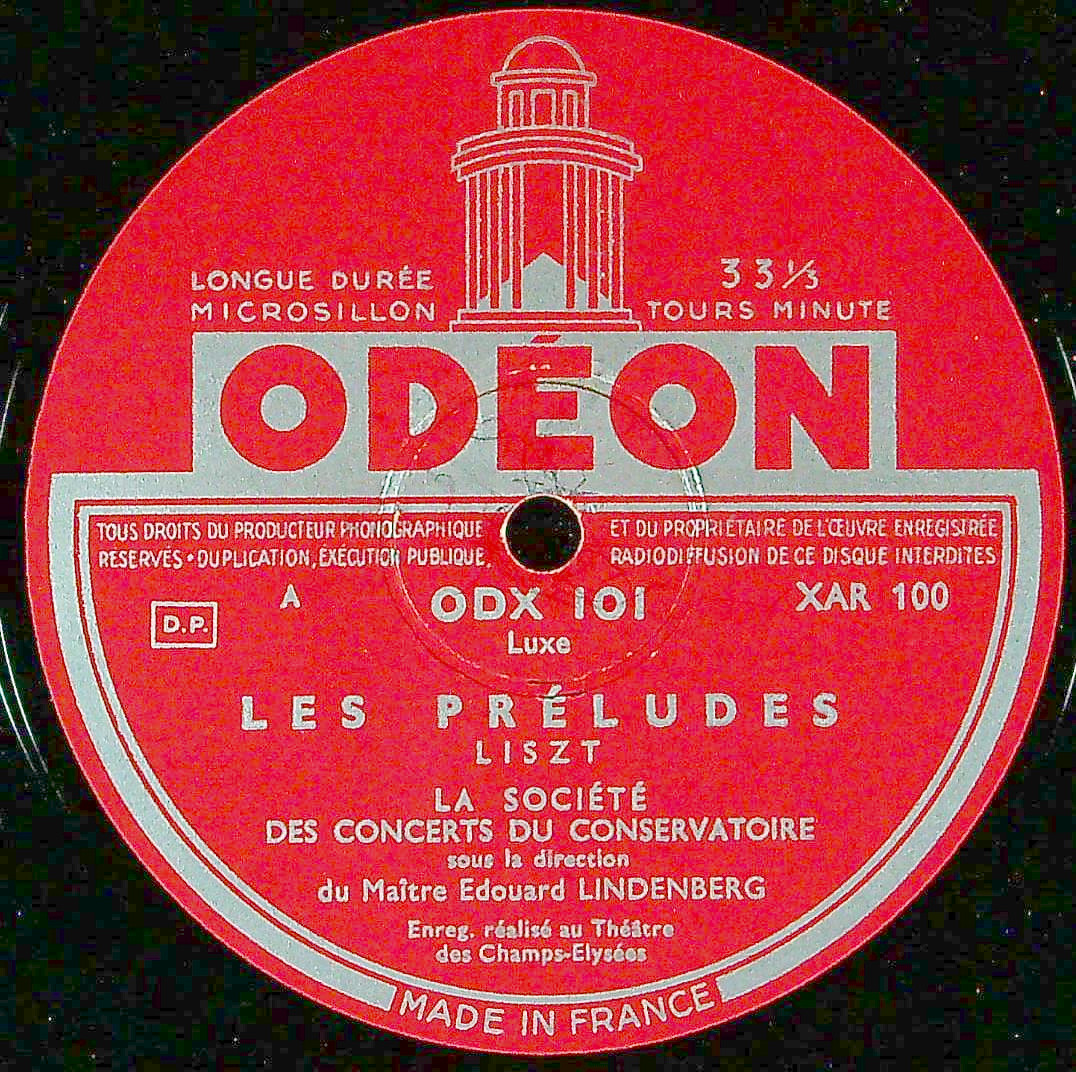 LONGUE DURÉE
MICROSILLON
33 1/3
TOURS MINUTE
ODÉON
TOUS DROITS DU PRODUCTEUR PHONOGRAPHIQUE ET DU PROPRIÉTAIRE DE L'ŒUVRE ENREGISTRÉE
RESERVÉS • DUPLICATION, EXÉCUTION PUBLIQUE, RADIODIFFUSION DE CE DISQUE INTERDITES
A ODX 101 XAR 100
D.P.
Luxe
LES PRÉLUDES
LISZT
LA SOCIÉTÉ
DES CONCERTS DU CONSERVATOIRE
sous la direction
du Maître Edouard LINDENBERG
Enreg. réalisé au Théâtre
des Champs-Elysées
MADE IN FRANCE